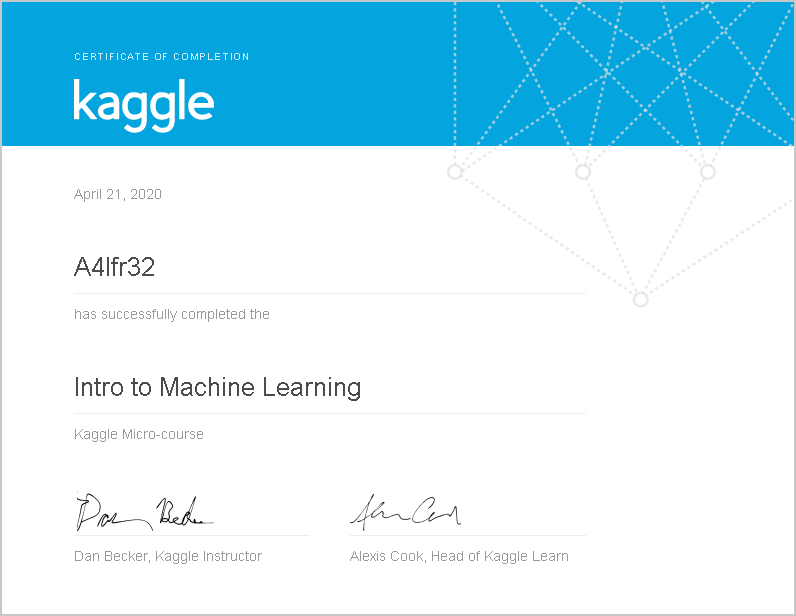 CERTIFICATE OF COMPLETION
kaggle
April 21, 2020
A4lfr32
has successfully completed the
Intro to Machine Learning
Kaggle Micro-course
Dan Becker
Alexis Cook
Dan Becker, Kaggle Instructor
Alexis Cook, Head of Kaggle Learn